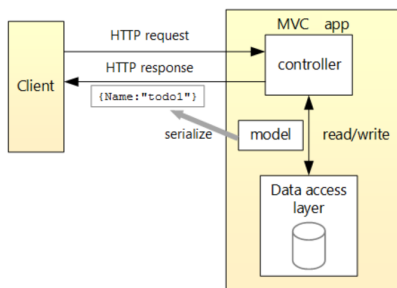 MVC app
HTTP request
controller
HTTP response
Client
{Name:"todo1"}
serialize
model
read/write
Data access
layer